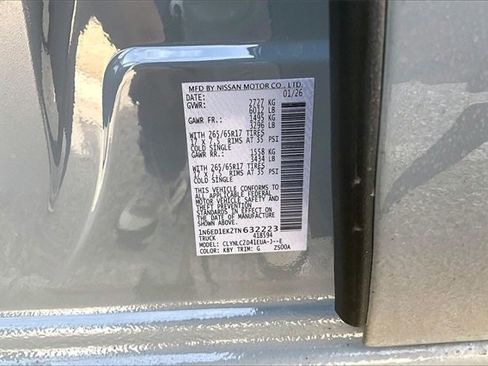 MFD BY NISSAN MOTOR CO., LTD.
DATE: 01/26
GVWR: 2727 KG
6012 LB
GAWR FR: 1495 KG
3296 LB
WITH 265/65R17 TIRES
17 X 7.5 RIMS AT 35 PSI
COLD SINGLE
GAWR RR: 1558 KG
3434 LB
WITH 265/65R17 TIRES
17 X 7.5 RIMS AT 35 PSI
COLD SINGLE
THIS VEHICLE CONFORMS TO
ALL APPLICABLE FEDERAL
MOTOR VEHICLE SAFETY
AND THEFT PREVENTION
STANDARDS IN EFFECT ON
THE DATE OF MANUFACTURE
SHOWN ABOVE.
1N6ED1EK2TN632223
TRUCK 418594
MODEL: CLYNLCZD41EUA-J--E
COLOR: KBY TRIM: G Z500A